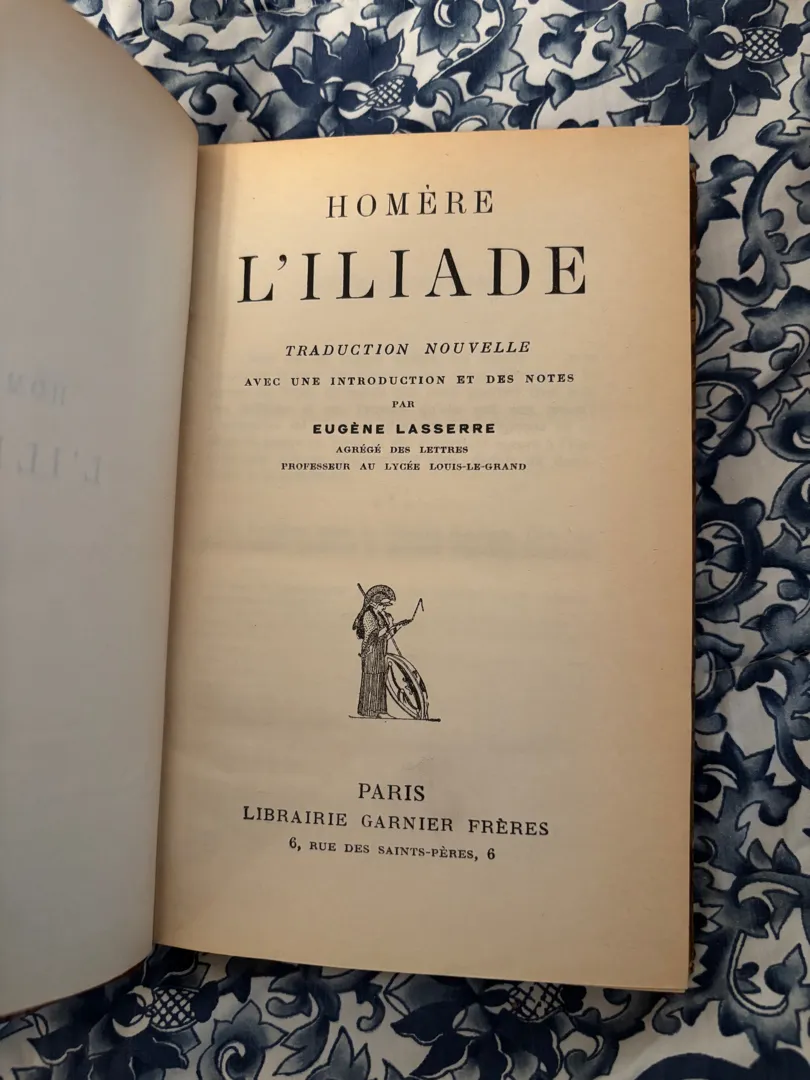 HOMÈRE
L'ILIADE
TRADUCTION NOUVELLE
AVEC UNE INTRODUCTION ET DES NOTES
PAR
EUGÈNE LASSERRE
AGRÉGÉ DES LETTRES
PROFESSEUR AU LYCÉE LOUIS-LE-GRAND
PARIS
LIBRAIRIE GARNIER FRÈRES
6, RUE DES SAINTS-PÈRES, 6